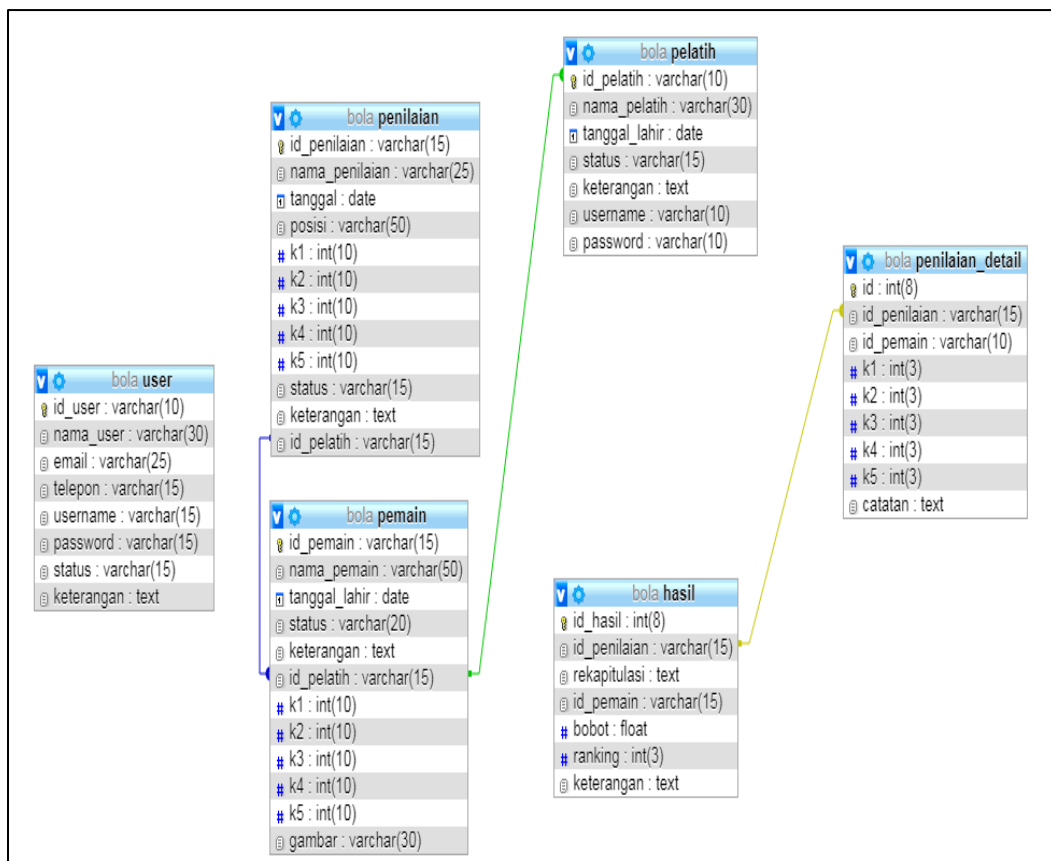 bola user
id_user : varchar(10)
nama_user : varchar(30)
email : varchar(25)
telepon : varchar(15)
username : varchar(15)
password : varchar(15)
status : varchar(15)
keterangan : text
bola penilaian
id_penilaian : varchar(15)
nama_penilaian : varchar(25)
tanggal : date
posisi : varchar(50)
# k1 : int(10)
# k2 : int(10)
# k3 : int(10)
# k4 : int(10)
# k5 : int(10)
status : varchar(15)
keterangan : text
id_pelatih : varchar(15)
bola pemain
id_pemain : varchar(15)
nama_pemain : varchar(50)
tanggal_lahir : date
status : varchar(20)
keterangan : text
id_pelatih : varchar(15)
# k1 : int(10)
# k2 : int(10)
# k3 : int(10)
# k4 : int(10)
# k5 : int(10)
gambar : varchar(30)
bola pelatih
id_pelatih : varchar(10)
nama_pelatih : varchar(30)
tanggal_lahir : date
status : varchar(15)
keterangan : text
username : varchar(10)
password : varchar(10)
bola hasil
id_hasil : int(8)
id_penilaian : varchar(15)
rekapitulasi : text
id_pemain : varchar(15)
# bobot : float
# ranking : int(3)
keterangan : text
bola penilaian_detail
id : int(8)
id_penilaian : varchar(15)
id_pemain : varchar(10)
# k1 : int(3)
# k2 : int(3)
# k3 : int(3)
# k4 : int(3)
# k5 : int(3)
catatan : text